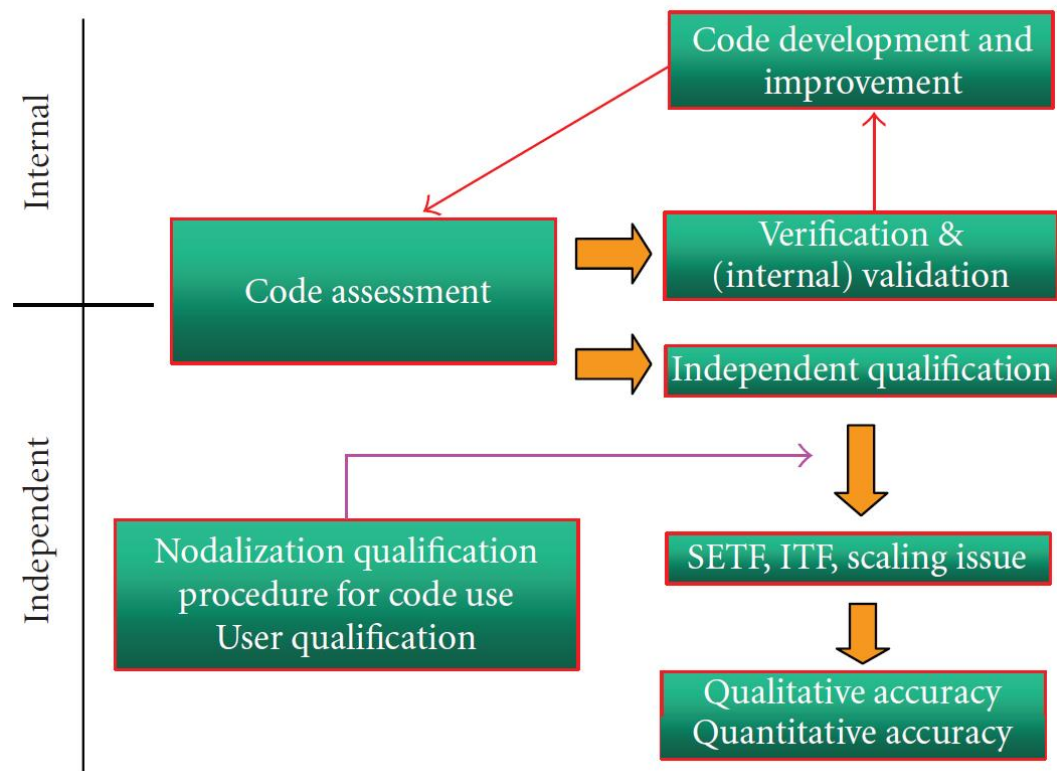 Internal
Code development and
improvement
Code assessment
Verification &
(internal) validation
Independent
Independent qualification
Nodalization qualification
procedure for code use
User qualification
SETF, ITF, scaling issue
Qualitative accuracy
Quantitative accuracy